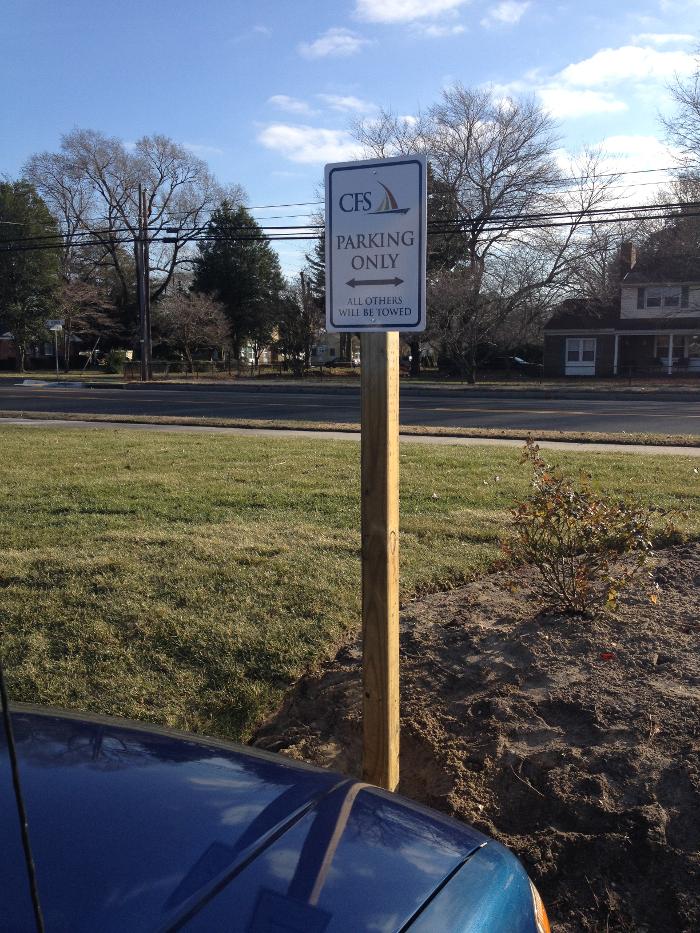 CFS
PARKING
ONLY
ALL OTHERS
WILL BE TOWED